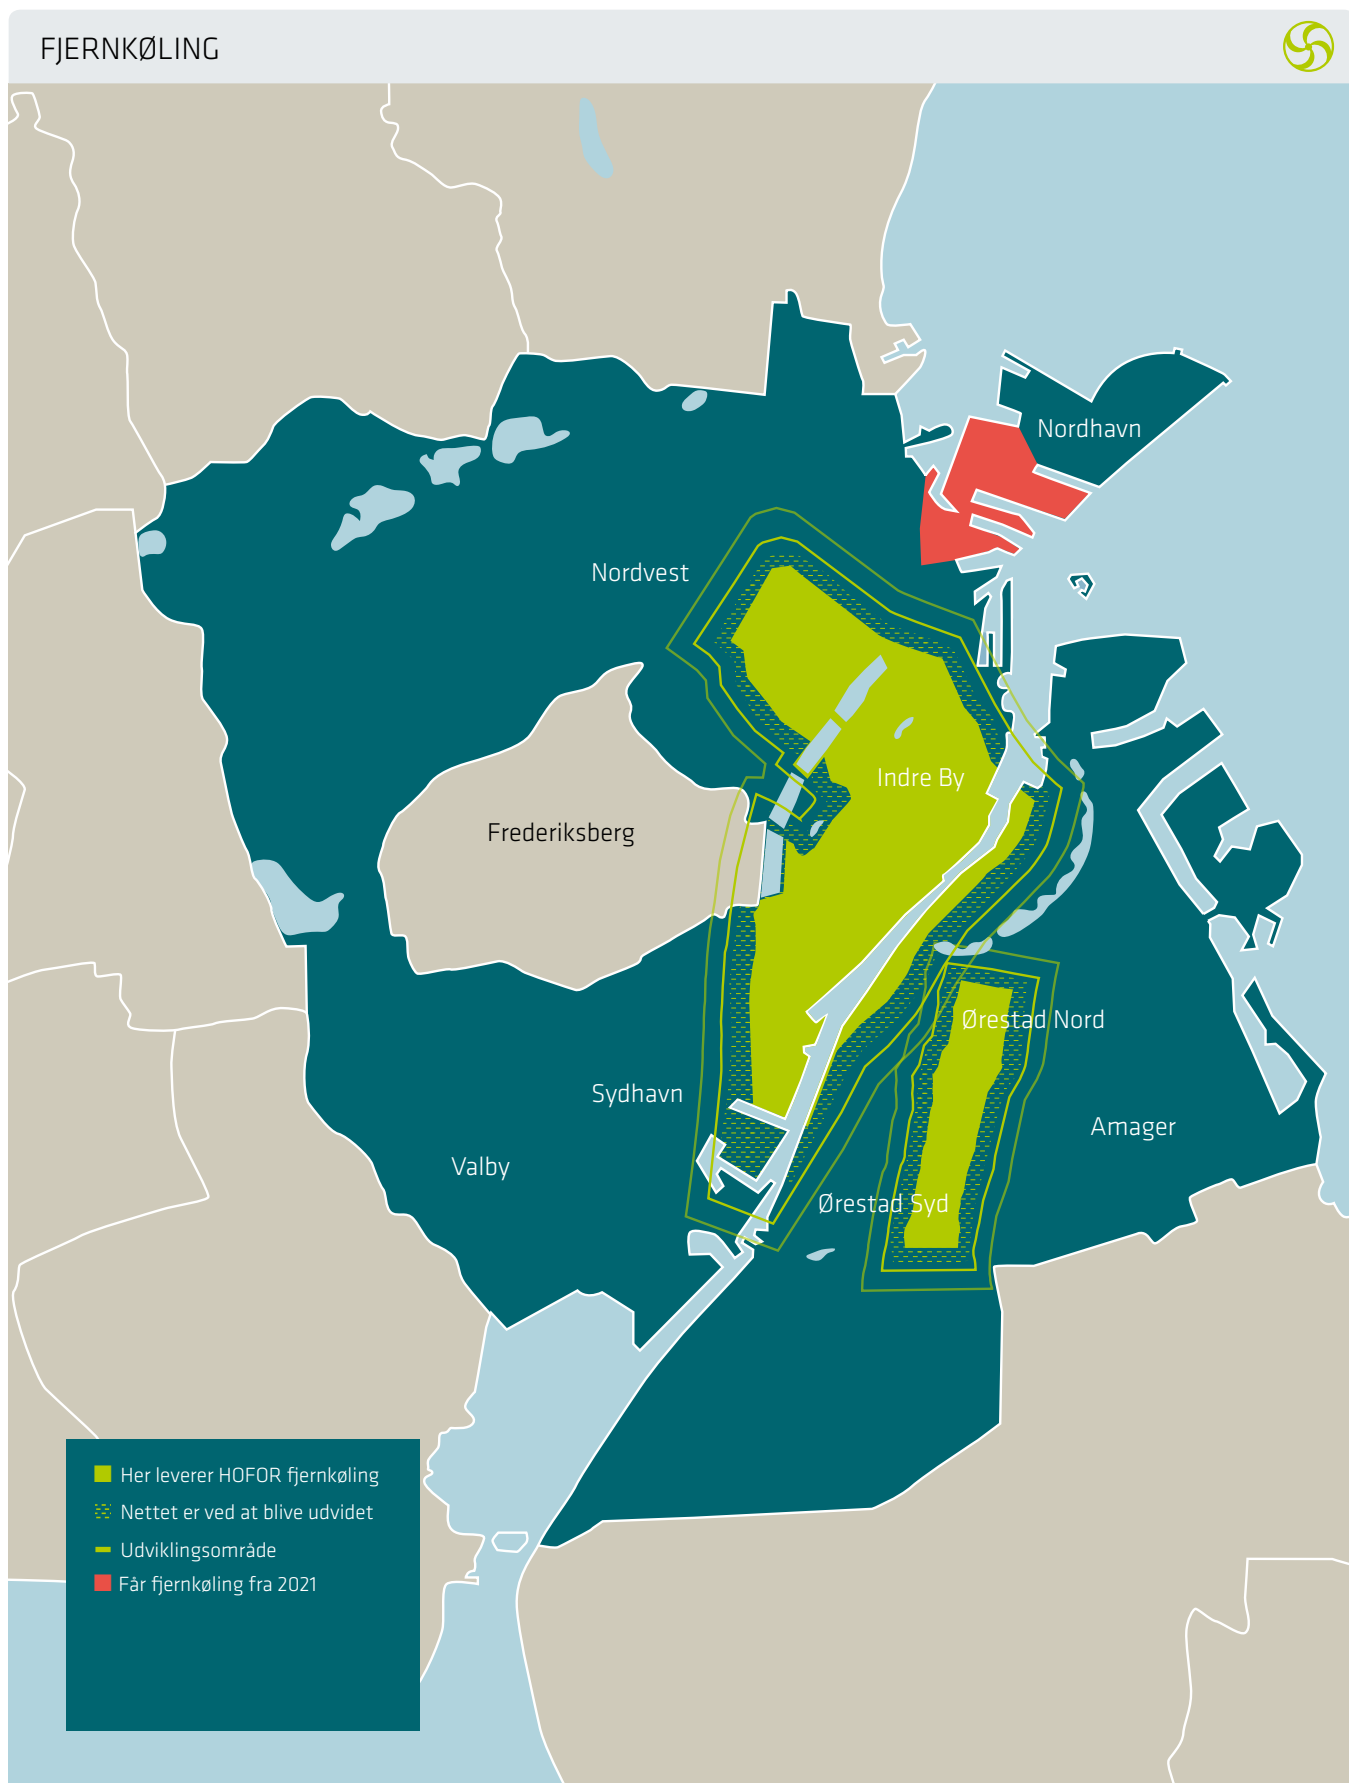 FJERNKØLING
Nordhavn
Nordvest
Indre By
Frederiksberg
Ørestad Nord
Sydhavn
Amager
Valby
Ørestad Syd
Her leverer HOFOR fjernkøling
Nettet er ved at blive udvidet
Udviklingsområde
Får fjernkøling fra 2021